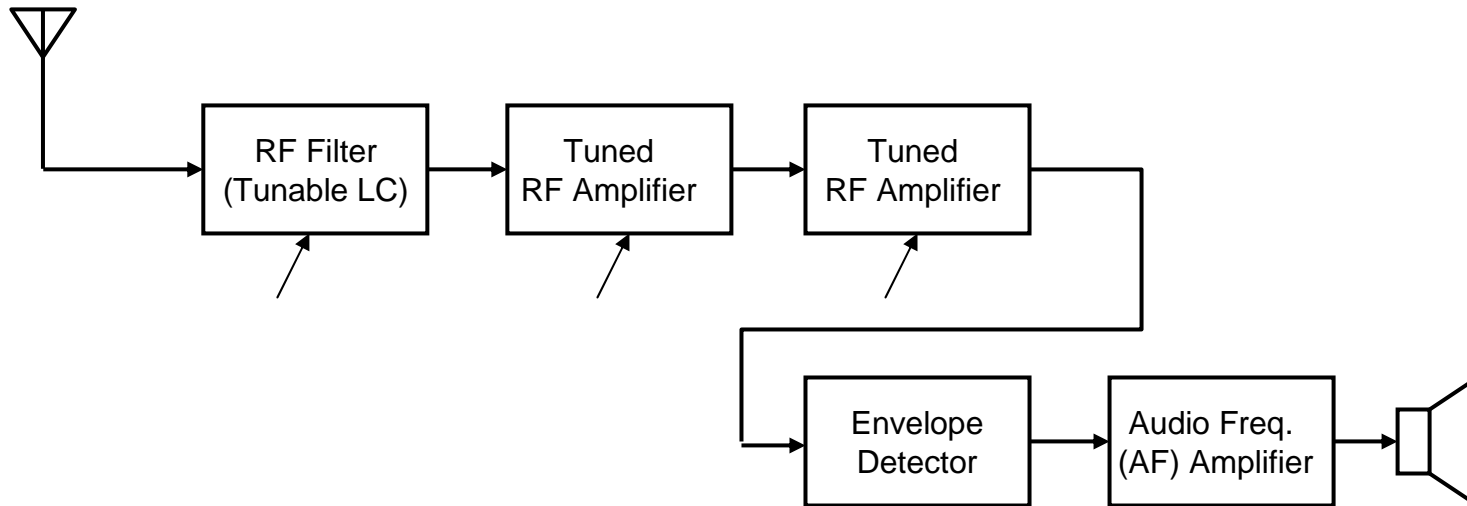 RF Filter
(Tunable LC)
Tuned
RF Amplifier
Tuned
RF Amplifier
Envelope
Detector
Audio Freq.
(AF) Amplifier